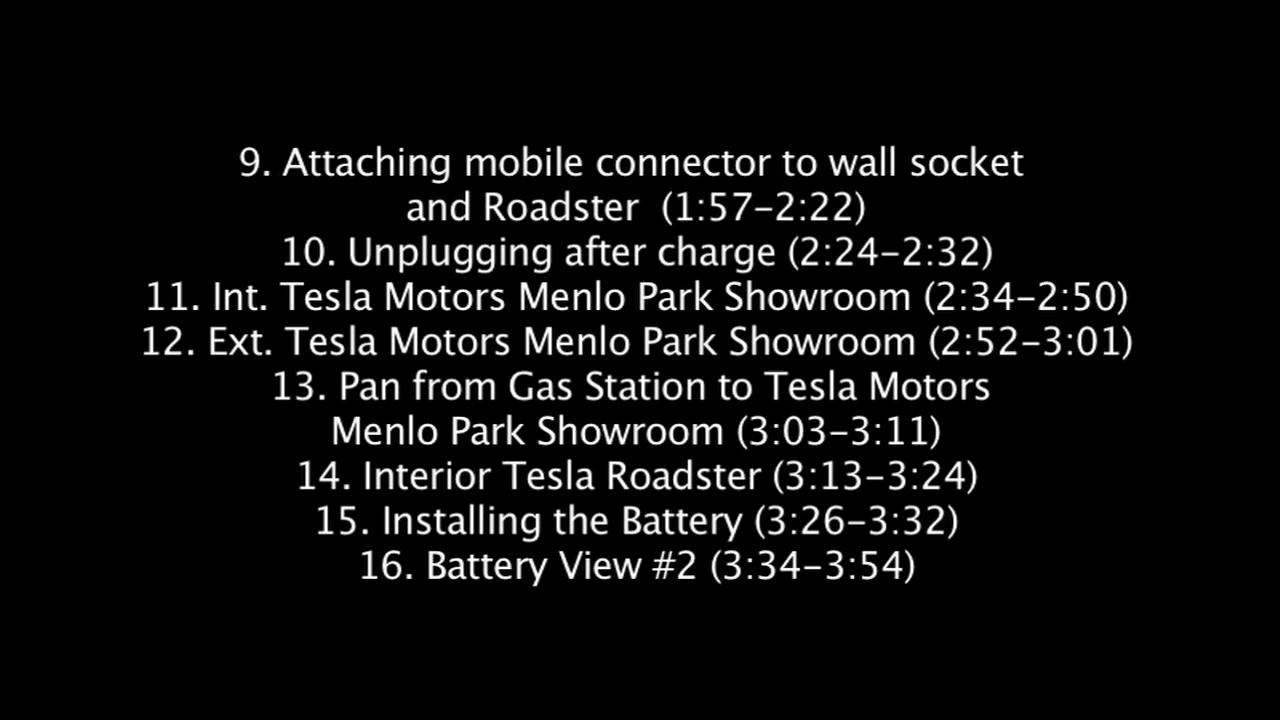 9. Attaching mobile connector to wall socket
and Roadster (1:57-2:22)
10. Unplugging after charge (2:24-2:32)
11. Int. Tesla Motors Menlo Park Showroom (2:34-2:50)
12. Ext. Tesla Motors Menlo Park Showroom (2:52-3:01)
13. Pan from Gas Station to Tesla Motors
Menlo Park Showroom (3:03-3:11)
14. Interior Tesla Roadster (3:13-3:24)
15. Installing the Battery (3:26-3:32)
16. Battery View #2 (3:34-3:54)